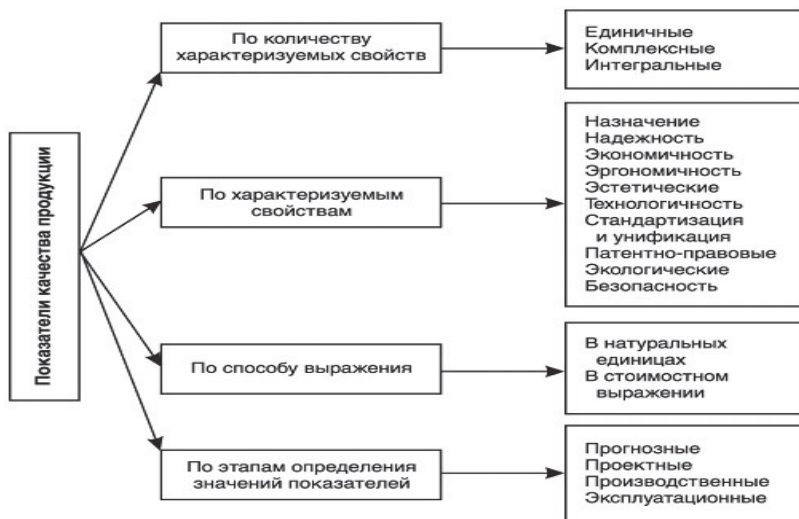 Показатели качества продукции
По количеству
характеризуемых свойств
Единичные
Комплексные
Интегральные
По характеризуемым
свойствам
Назначение
Надежность
Экономичность
Эргономичность
Эстетические
Технологичность
Стандартизация
и унификация
Патентно-правовые
Экологические
Безопасность
По способу выражения
В натуральных
единицах
В стоимостном
выражении
По этапам определения
значений показателей
Прогнозные
Проектные
Производственные
Эксплуатационные